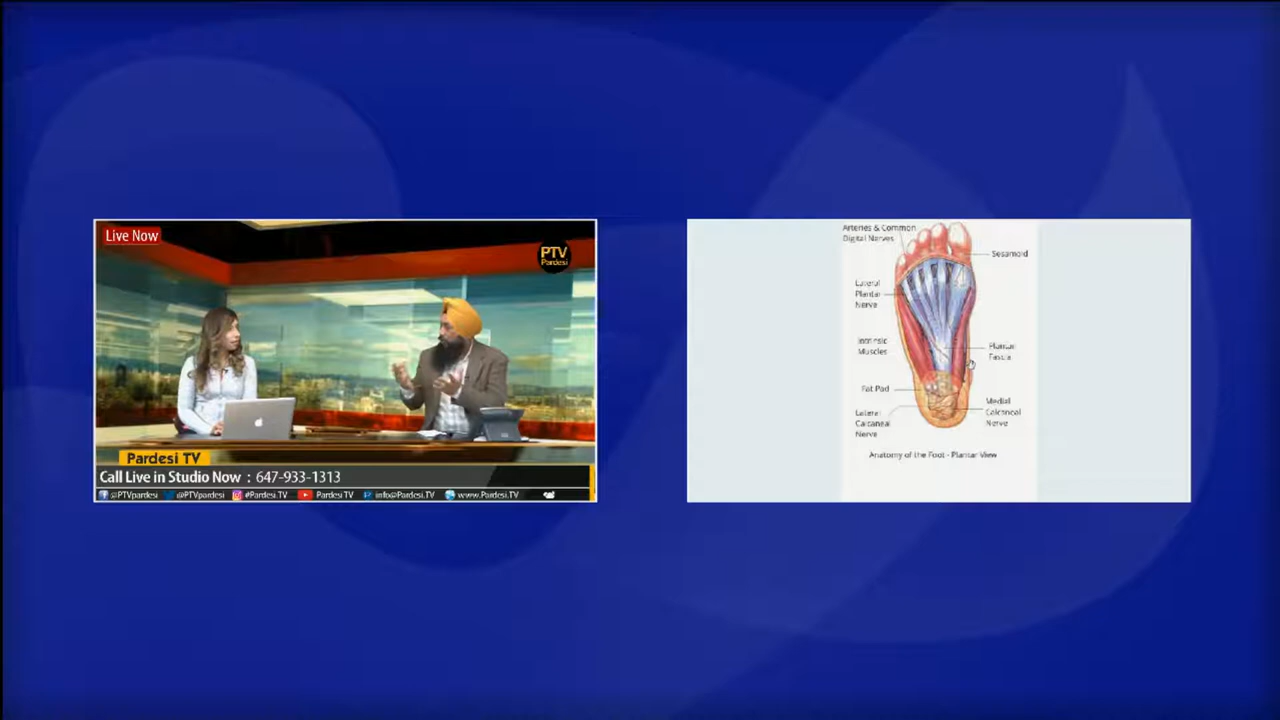 Live Now
PTV
Pardesi
Pardesi TV
Call Live in Studio Now : 647-933-1313
@PTVpardesi @PTVpardesi #Pardesi.TV Pardesi TV info@Pardesi.TV www.Pardesi.TV
Arteries & Common
Digital Nerves
Sesamoid
Lateral
Plantar
Nerve
Intrinsic
Muscles
Plantar
Fascia
Fat Pad
Medial
Calcaneal
Nerve
Lateral
Calcaneal
Nerve
Anatomy of the Foot - Plantar View